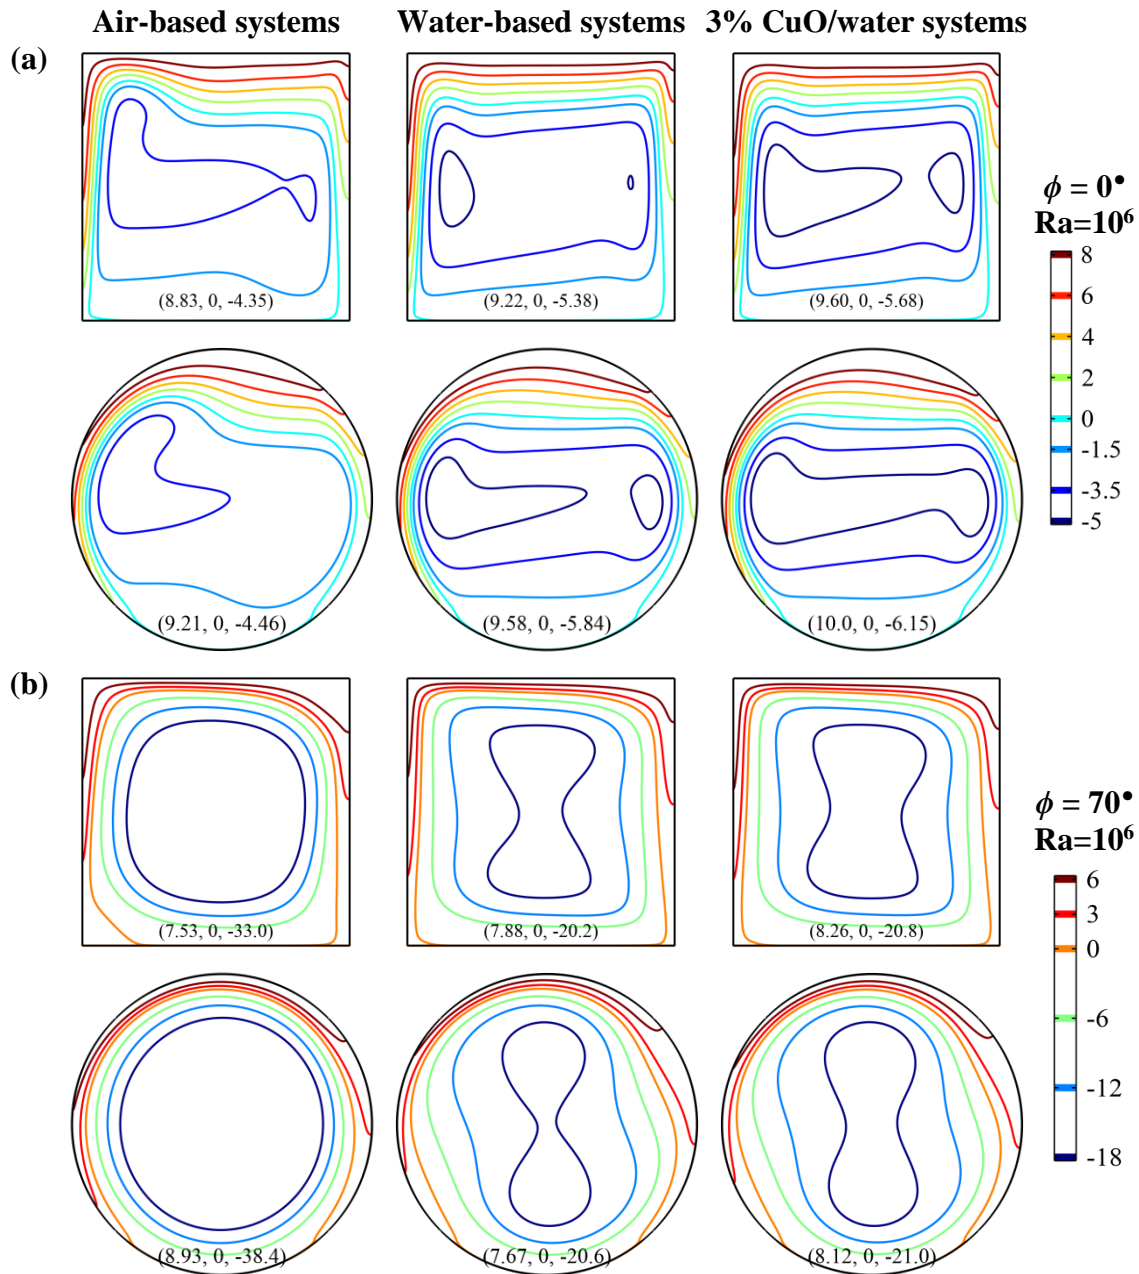 Air-based systems Water-based systems 3% CuO/water systems
(a)
(8.83, 0, -4.35) (9.22, 0, -5.38) (9.60, 0, -5.68)
(9.21, 0, -4.46) (9.58, 0, -5.84) (10.0, 0, -6.15)
ϕ = 0•
Ra=10⁶
8
6
4
2
0
-1.5
-3.5
-5
(b)
(7.53, 0, -33.0) (7.88, 0, -20.2) (8.26, 0, -20.8)
(8.93, 0, -38.4) (7.67, 0, -20.6) (8.12, 0, -21.0)
ϕ = 70•
Ra=10⁶
6
3
0
-6
-12
-18